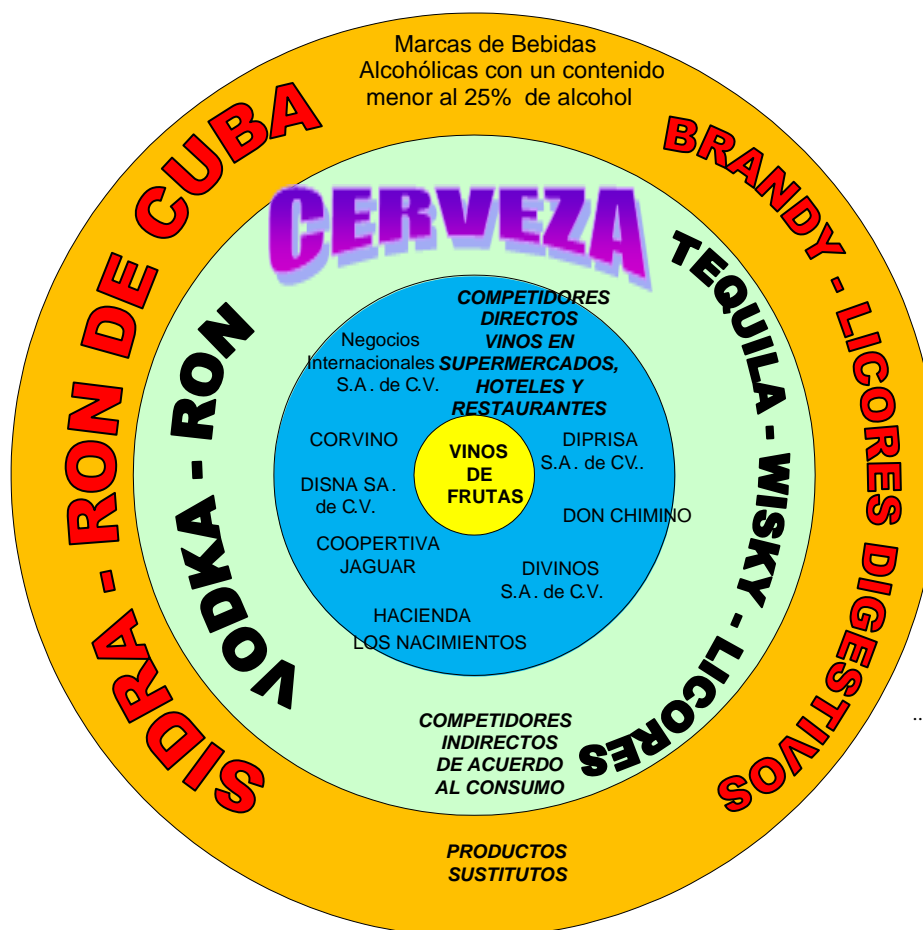 Marcas de Bebidas
Alcohólicas con un contenido
menor al 25% de alcohol
SIDRA - RON DE CUBA
BRANDY - LICORES DIGESTIVOS
CERVEZA
VODKA - RON
TEQUILA - WISKY - LICORES
COMPETIDORES
DIRECTOS
VINOS EN
SUPERMERCADOS,
HOTELES Y
RESTAURANTES
Negocios
Internacionales
S.A. de C.V.
CORVINO
DISNA SA.
de C.V.
COOPERTIVA
JAGUAR
HACIENDA
LOS NACIMIENTOS
VINOS
DE
FRUTAS
DIPRISA
S.A. de CV..
DON CHIMINO
DIVINOS
S.A. de C.V.
COMPETIDORES
INDIRECTOS
DE ACUERDO
AL CONSUMO
PRODUCTOS
SUSTITUTOS
..